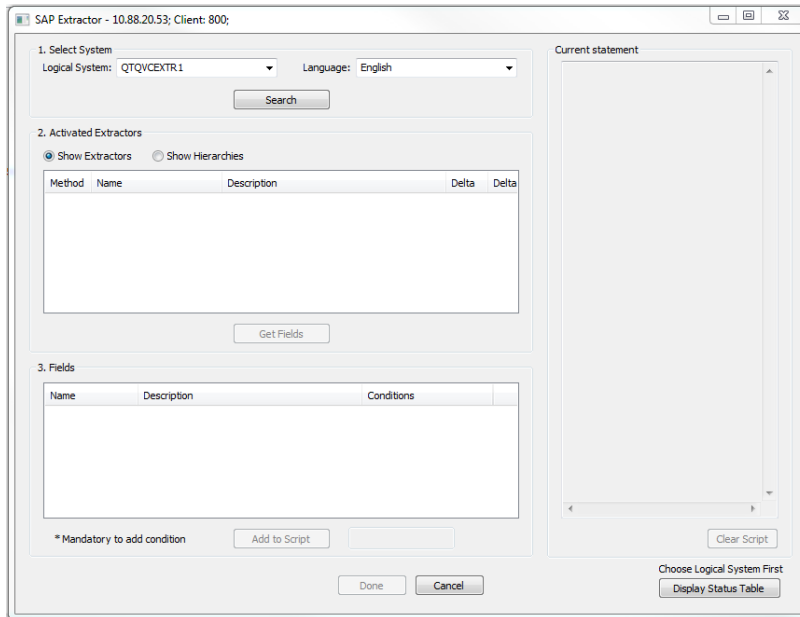 SAP Extractor - 10.88.20.53; Client: 800;
1. Select System
Logical System: QTQVCEXTR1 Language: English
Search
2. Activated Extractors
Show Extractors Show Hierarchies
Method Name Description Delta Delta
Get Fields
3. Fields
Name Description Conditions
*Mandatory to add condition Add to Script
Done Cancel
Current statement
Clear Script
Choose Logical System First
Display Status Table